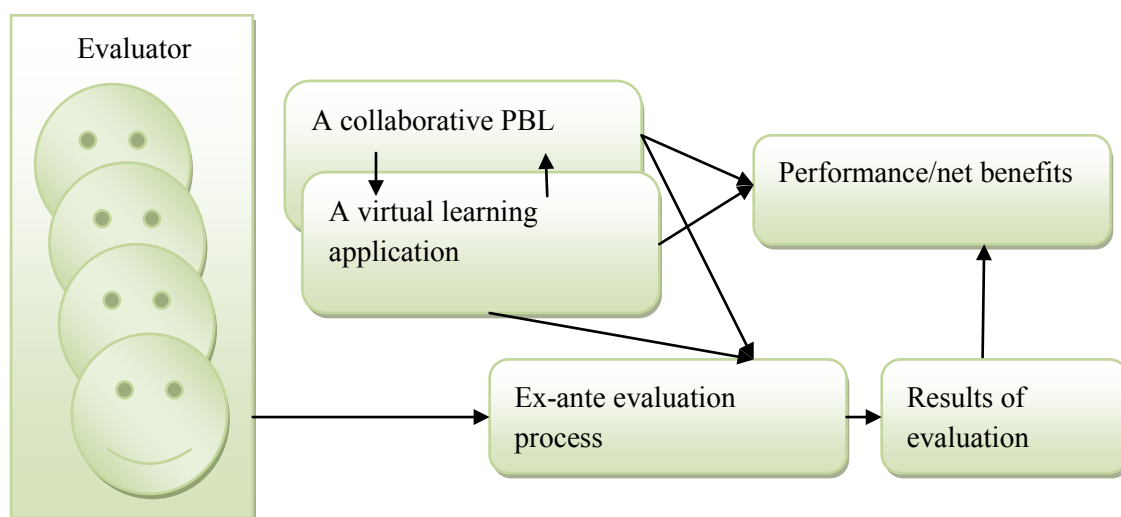 Evaluator
A collaborative PBL
A virtual learning
application
Performance/net benefits
Ex-ante evaluation
process
Results of
evaluation